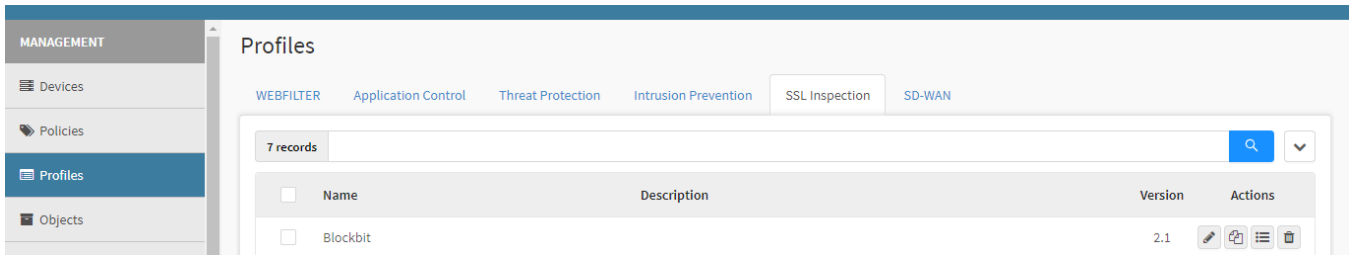 MANAGEMENT
Devices
Policies
Profiles
Objects
Profiles
WEBFILTER Application Control Threat Protection Intrusion Prevention SSL Inspection SD-WAN
7 records
Name Description Version Actions
Blockbit 2.1